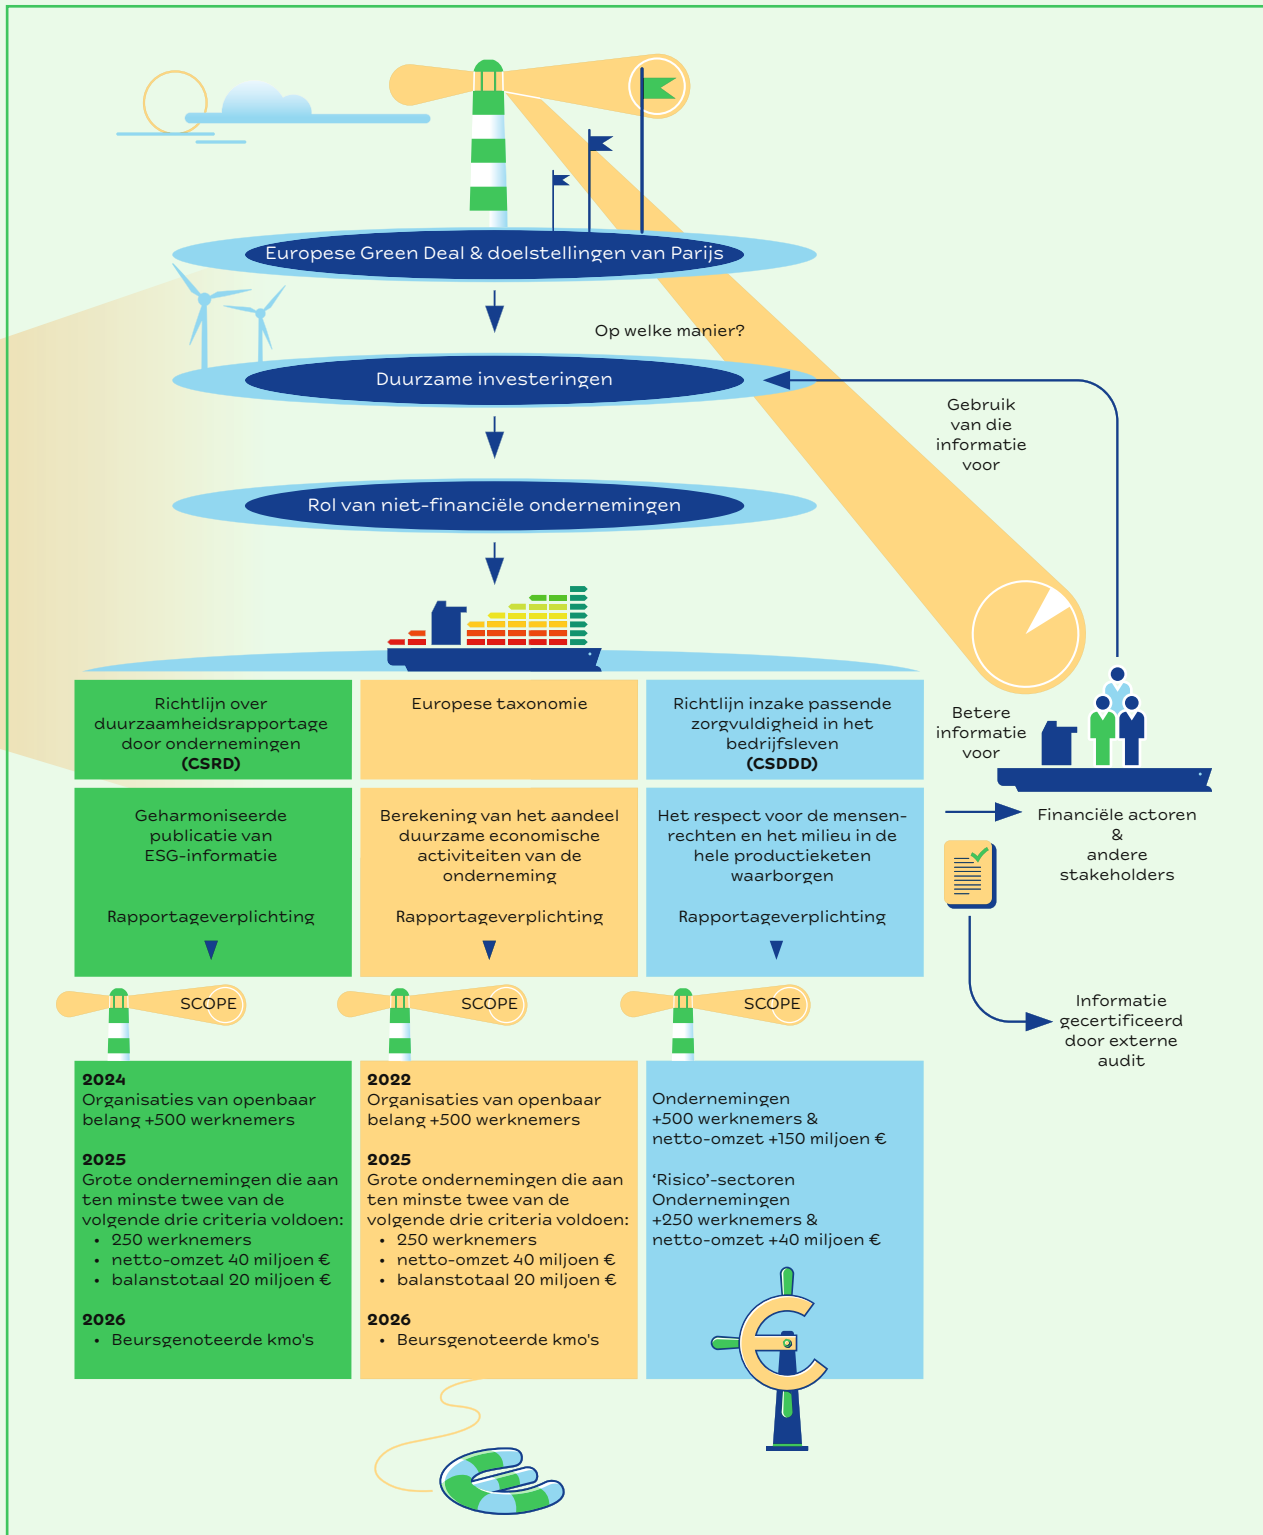 Europese Green Deal & doelstellingen van Parijs
Op welke manier?
Duurzame investeringen
Gebruik
van die
informatie
voor
Rol van niet-financiële ondernemingen
Richtlijn over
duurzaamheidsrapportage
door ondernemingen
(CSRD)
Europese taxonomie
Richtlijn inzake passende
zorgvuldigheid in het
bedrijfsleven
(CSDDD)
Betere
informatie
voor
Geharmoniseerde
publicatie van
ESG-informatie
Rapportageverplichting
Berekening van het aandeel
duurzame economische
activiteiten van de
onderneming
Rapportageverplichting
Het respect voor de mensen-
rechten en het milieu in de
hele productieketen
waarborgen
Rapportageverplichting
Financiële actoren
&
andere
stakeholders
Informatie
gecertificeerd
door externe
audit
SCOPE
SCOPE
SCOPE
2024
Organisaties van openbaar
belang +500 werknemers
2025
Grote ondernemingen die aan
ten minste twee van de
volgende drie criteria voldoen:
• 250 werknemers
• netto-omzet 40 miljoen €
• balanstotaal 20 miljoen €
2026
• Beursgenoteerde kmo's
2022
Organisaties van openbaar
belang +500 werknemers
2025
Grote ondernemingen die aan
ten minste twee van de
volgende drie criteria voldoen:
• 250 werknemers
• netto-omzet 40 miljoen €
• balanstotaal 20 miljoen €
2026
• Beursgenoteerde kmo's
Ondernemingen
+500 werknemers &
netto-omzet +150 miljoen €
‘Risico’-sectoren
Ondernemingen
+250 werknemers &
netto-omzet +40 miljoen €